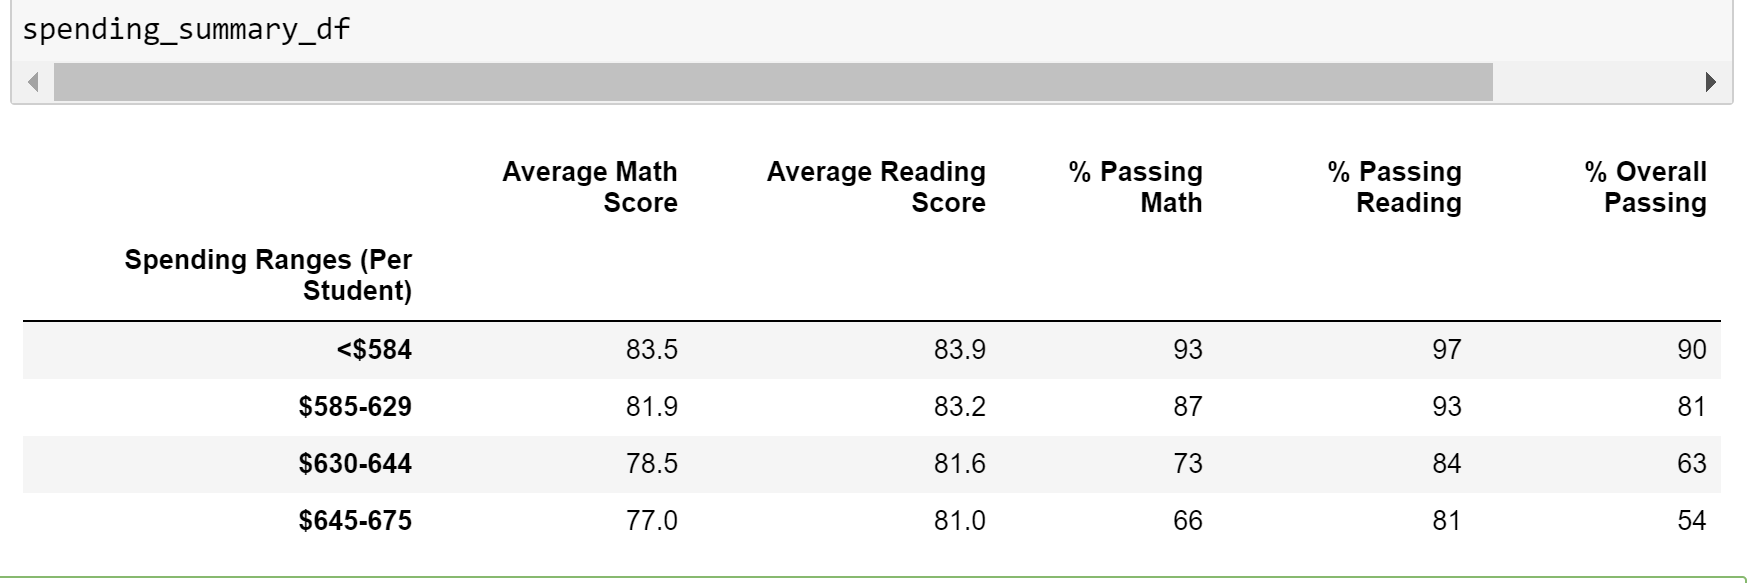 spending_summary_df
Average Math Score Average Reading Score % Passing Math % Passing Reading % Overall Passing
Spending Ranges (Per Student)
<$584 83.5 83.9 93 97 90
$585-629 81.9 83.2 87 93 81
$630-644 78.5 81.6 73 84 63
$645-675 77.0 81.0 66 81 54